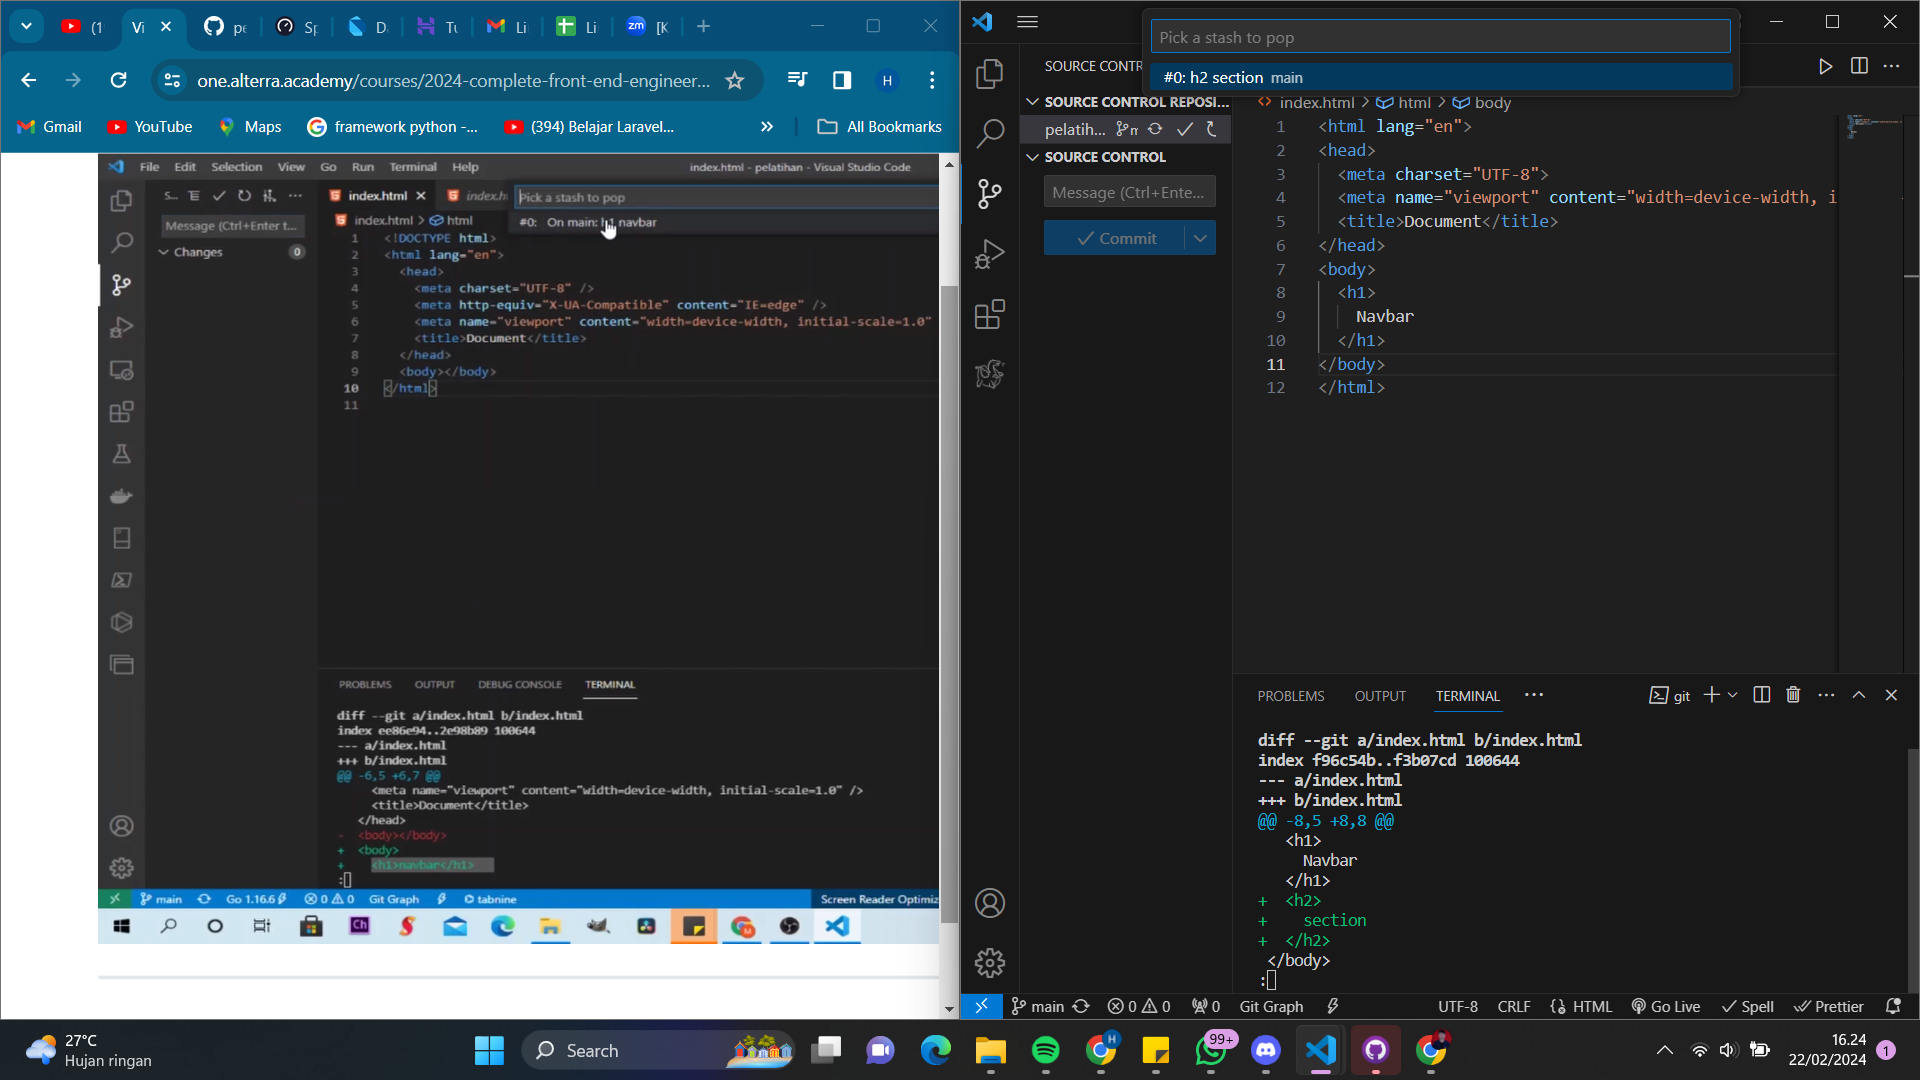 (1
Vi
pe
Sp
D
Tu
Li
Li
[K
one.alterra.academy/courses/2024-complete-front-end-engineer...
H
Gmail
YouTube
Maps
framework python -...
(394) Belajar Laravel...
»
All Bookmarks
File Edit Selection View Go Run Terminal Help
index.html - pelatihan - Visual Studio Code
S...
index.html
index.h
Pick a stash to pop
Message (Ctrl+Enter t...
index.html > html
#0: On main: h1 navbar
Changes
0
1 <!DOCTYPE html>
2 <html lang="en">
3 <head>
4 <meta charset="UTF-8" />
5 <meta http-equiv="X-UA-Compatible" content="IE=edge" />
6 <meta name="viewport" content="width=device-width, initial-scale=1.0"
7 <title>Document</title>
8 </head>
9 <body></body>
10 </html>
11
PROBLEMS OUTPUT DEBUG CONSOLE TERMINAL
diff --git a/index.html b/index.html
index ee86e94..2e98b89 100644
--- a/index.html
+++ b/index.html
@@ -6,5 +6,7 @@
<meta name="viewport" content="width=device-width, initial-scale=1.0" />
<title>Document</title>
</head>
- <body></body>
+ <body>
+ <h1>navbar</h1>
:
main Go 1.16.6 0 0 Git Graph tabnine Screen Reader Optimiz
Ch
Pick a stash to pop
#0: h2 section main
SOURCE CONTR
SOURCE CONTROL REPOSI...
pelatih... m
SOURCE CONTROL
Message (Ctrl+Ente...
Commit
index.html > html > body
1 <html lang="en">
2 <head>
3 <meta charset="UTF-8">
4 <meta name="viewport" content="width=device-width, i
5 <title>Document</title>
6 </head>
7 <body>
8 <h1>
9 Navbar
10 </h1>
11 </body>
12 </html>
PROBLEMS OUTPUT TERMINAL ...
git
diff --git a/index.html b/index.html
index f96c54b..f3b07cd 100644
--- a/index.html
+++ b/index.html
@@ -8,5 +8,8 @@
<h1>
Navbar
</h1>
+ <h2>
+ section
+ </h2>
</body>
:
main 0 0 0 Git Graph UTF-8 CRLF HTML Go Live Spell Prettier
27°C
Hujan ringan
Search
H
99+
16.24
22/02/2024
1